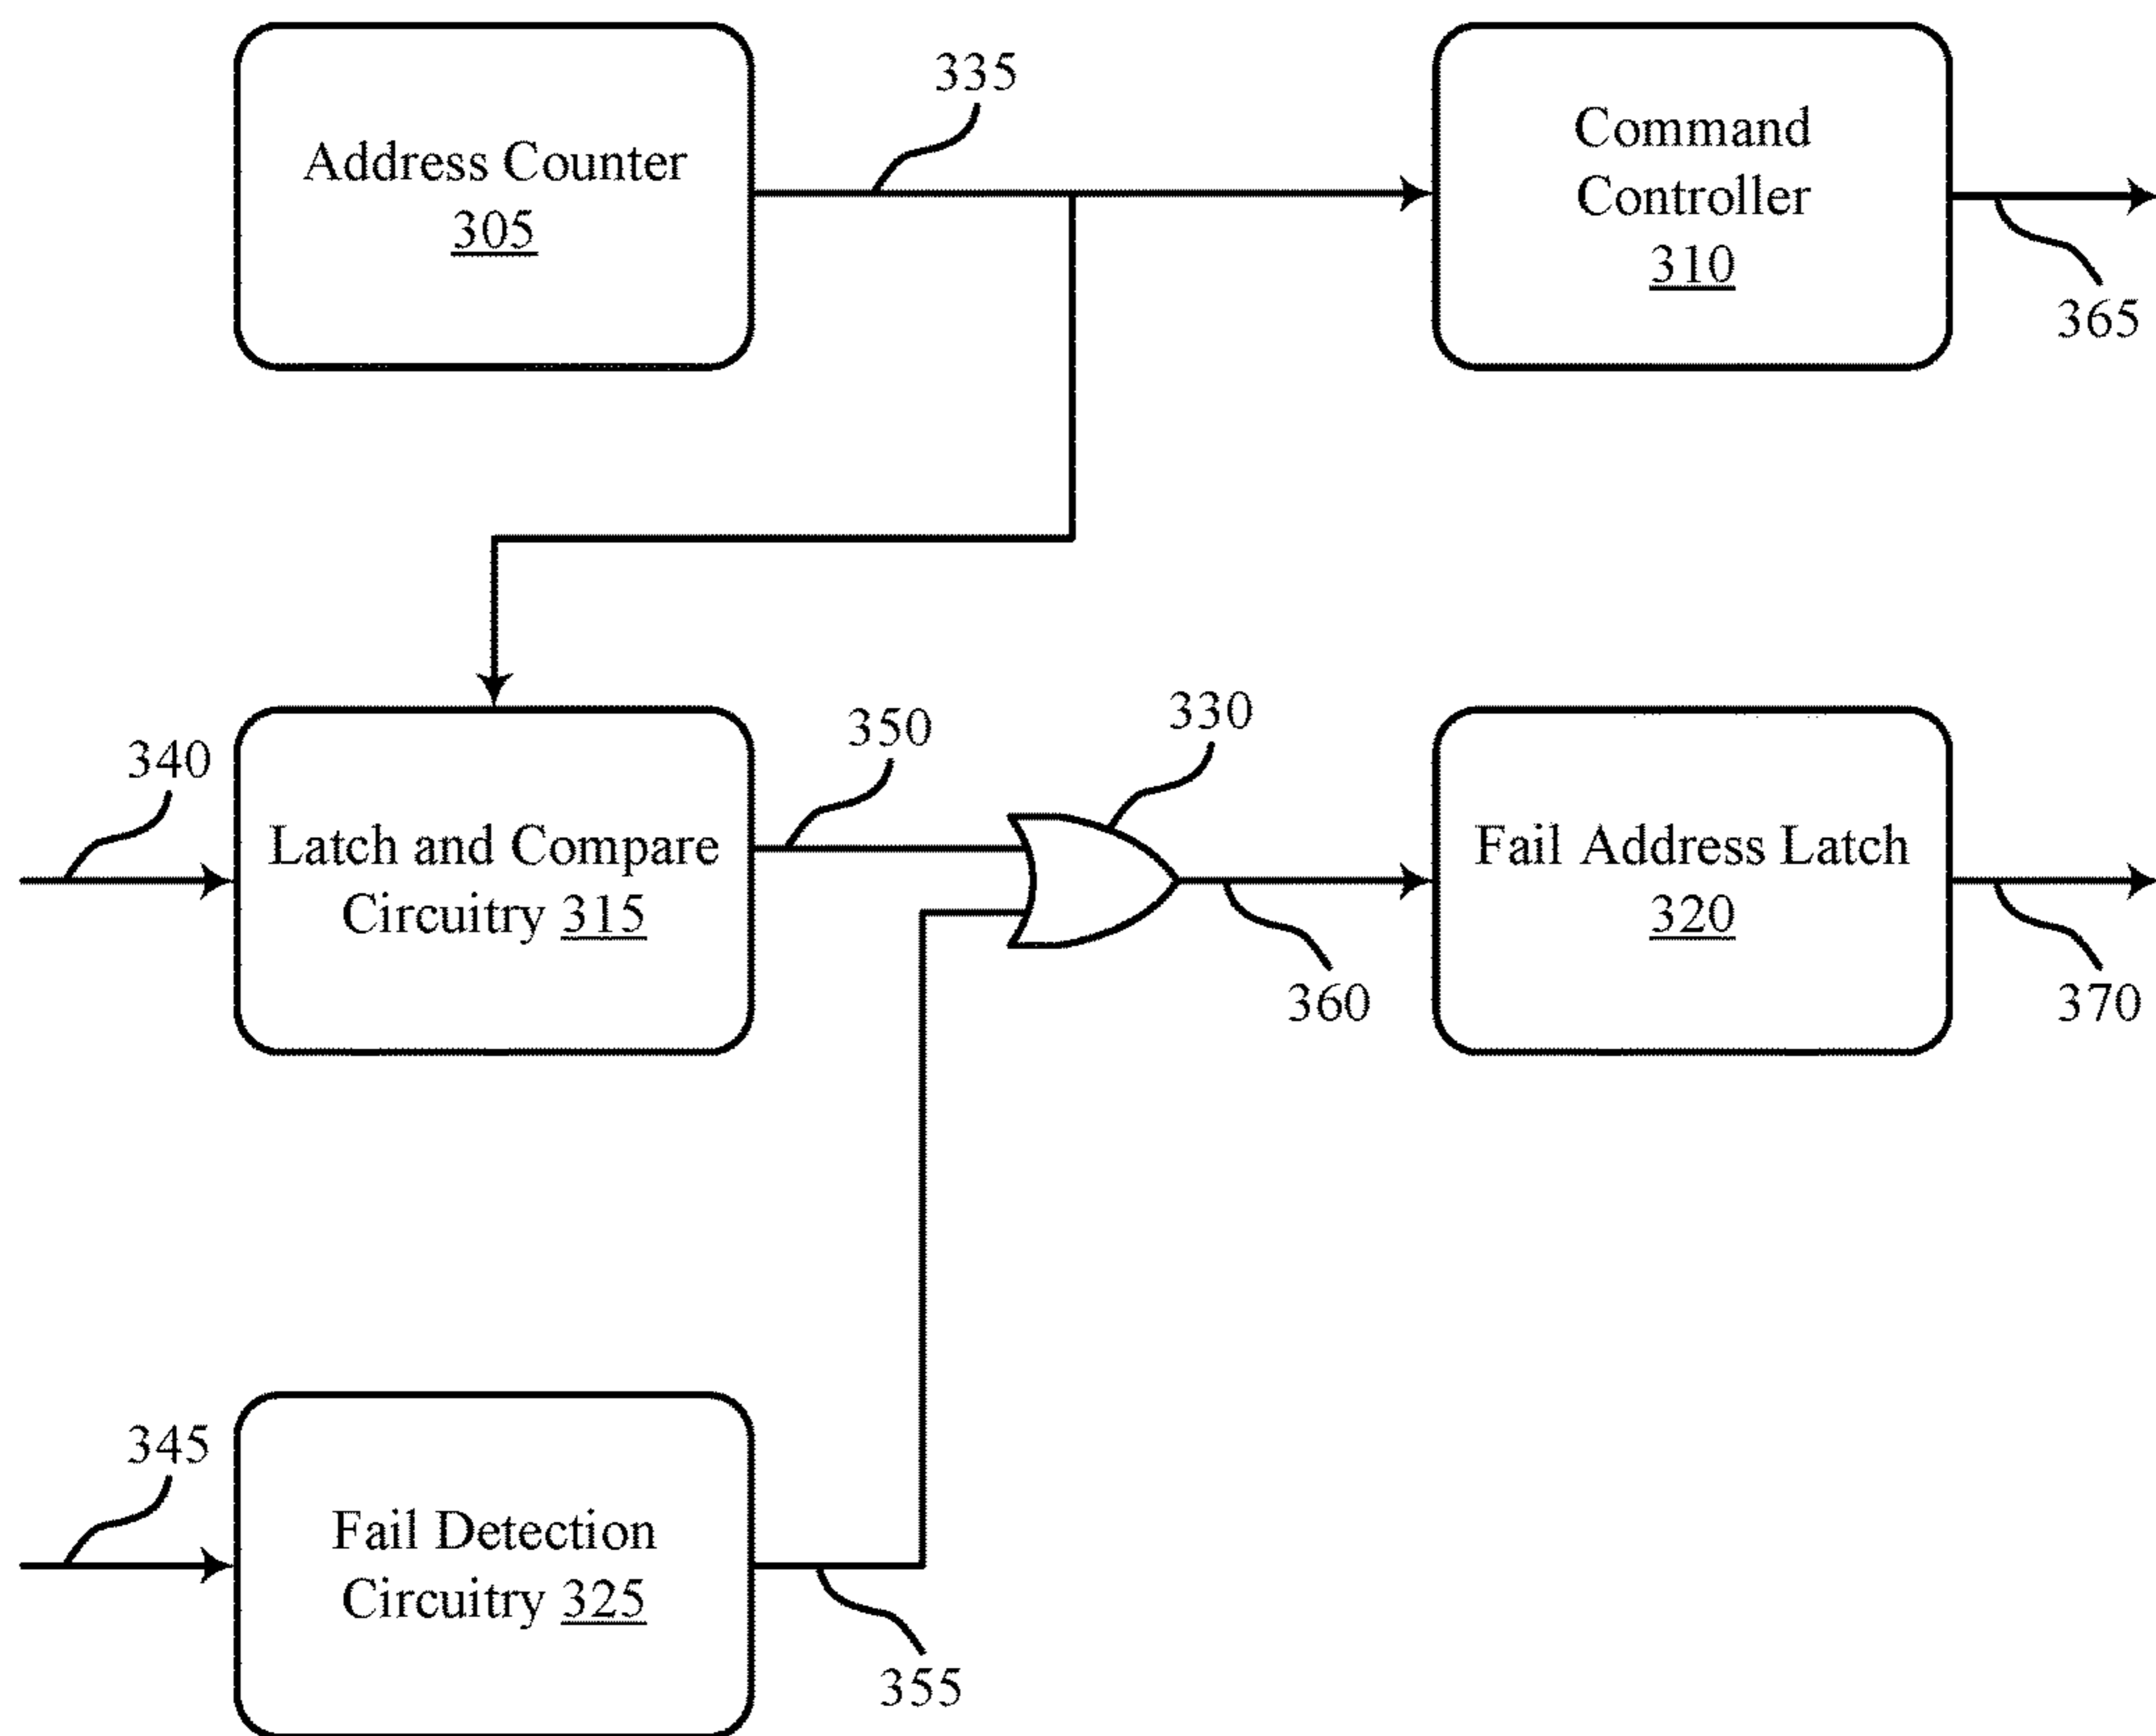 335
Address Counter
305
Command
Controller
310
365
340
350
330
Latch and Compare
Circuitry 315
Fail Address Latch
320
360
370
345
Fail Detection
Circuitry 325
355